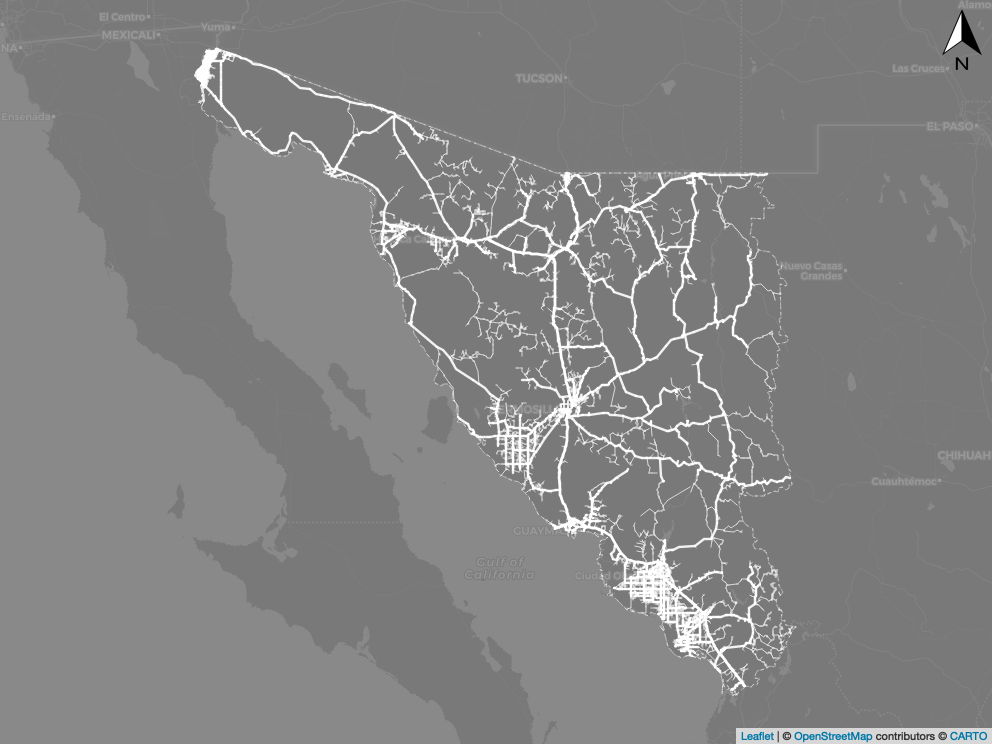 El Centro
Yuma
MEXICALI
NA
Ensenada
TUCSON
Alamo
Las Cruces
EL PASO
N
Nuevo Casas
Grandes
CHIHUAH
Cuauhtémoc
GUAYM
Gulf of
California
Ciudad O
Leaflet | © OpenStreetMap contributors © CARTO